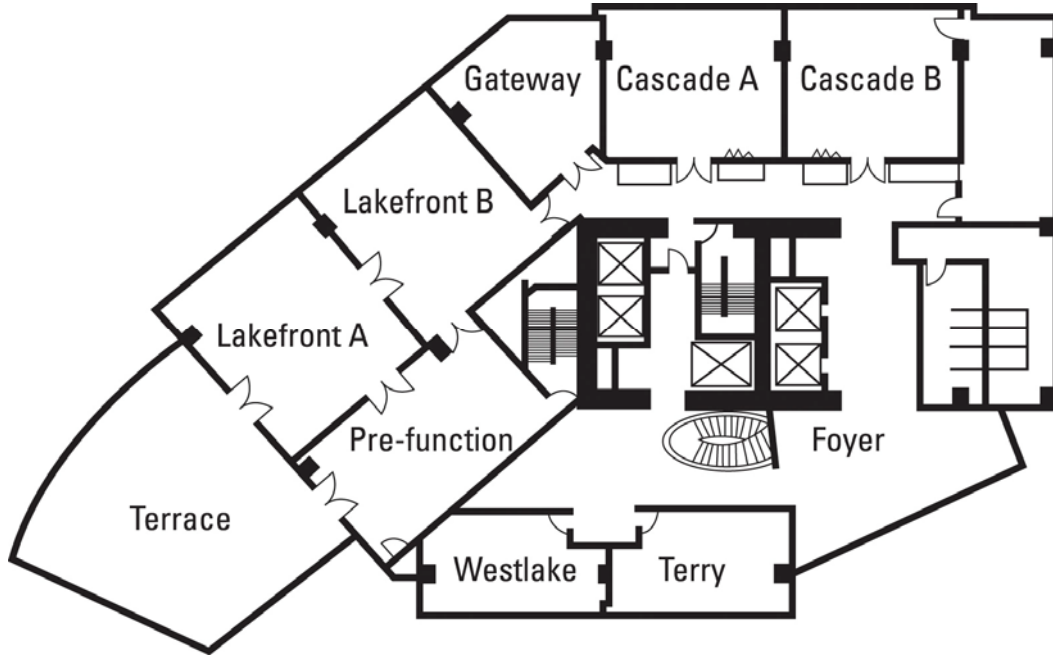 Gateway
Cascade A
Cascade B
Lakefront B
Lakefront A
Pre-function
Foyer
Terrace
Westlake
Terry